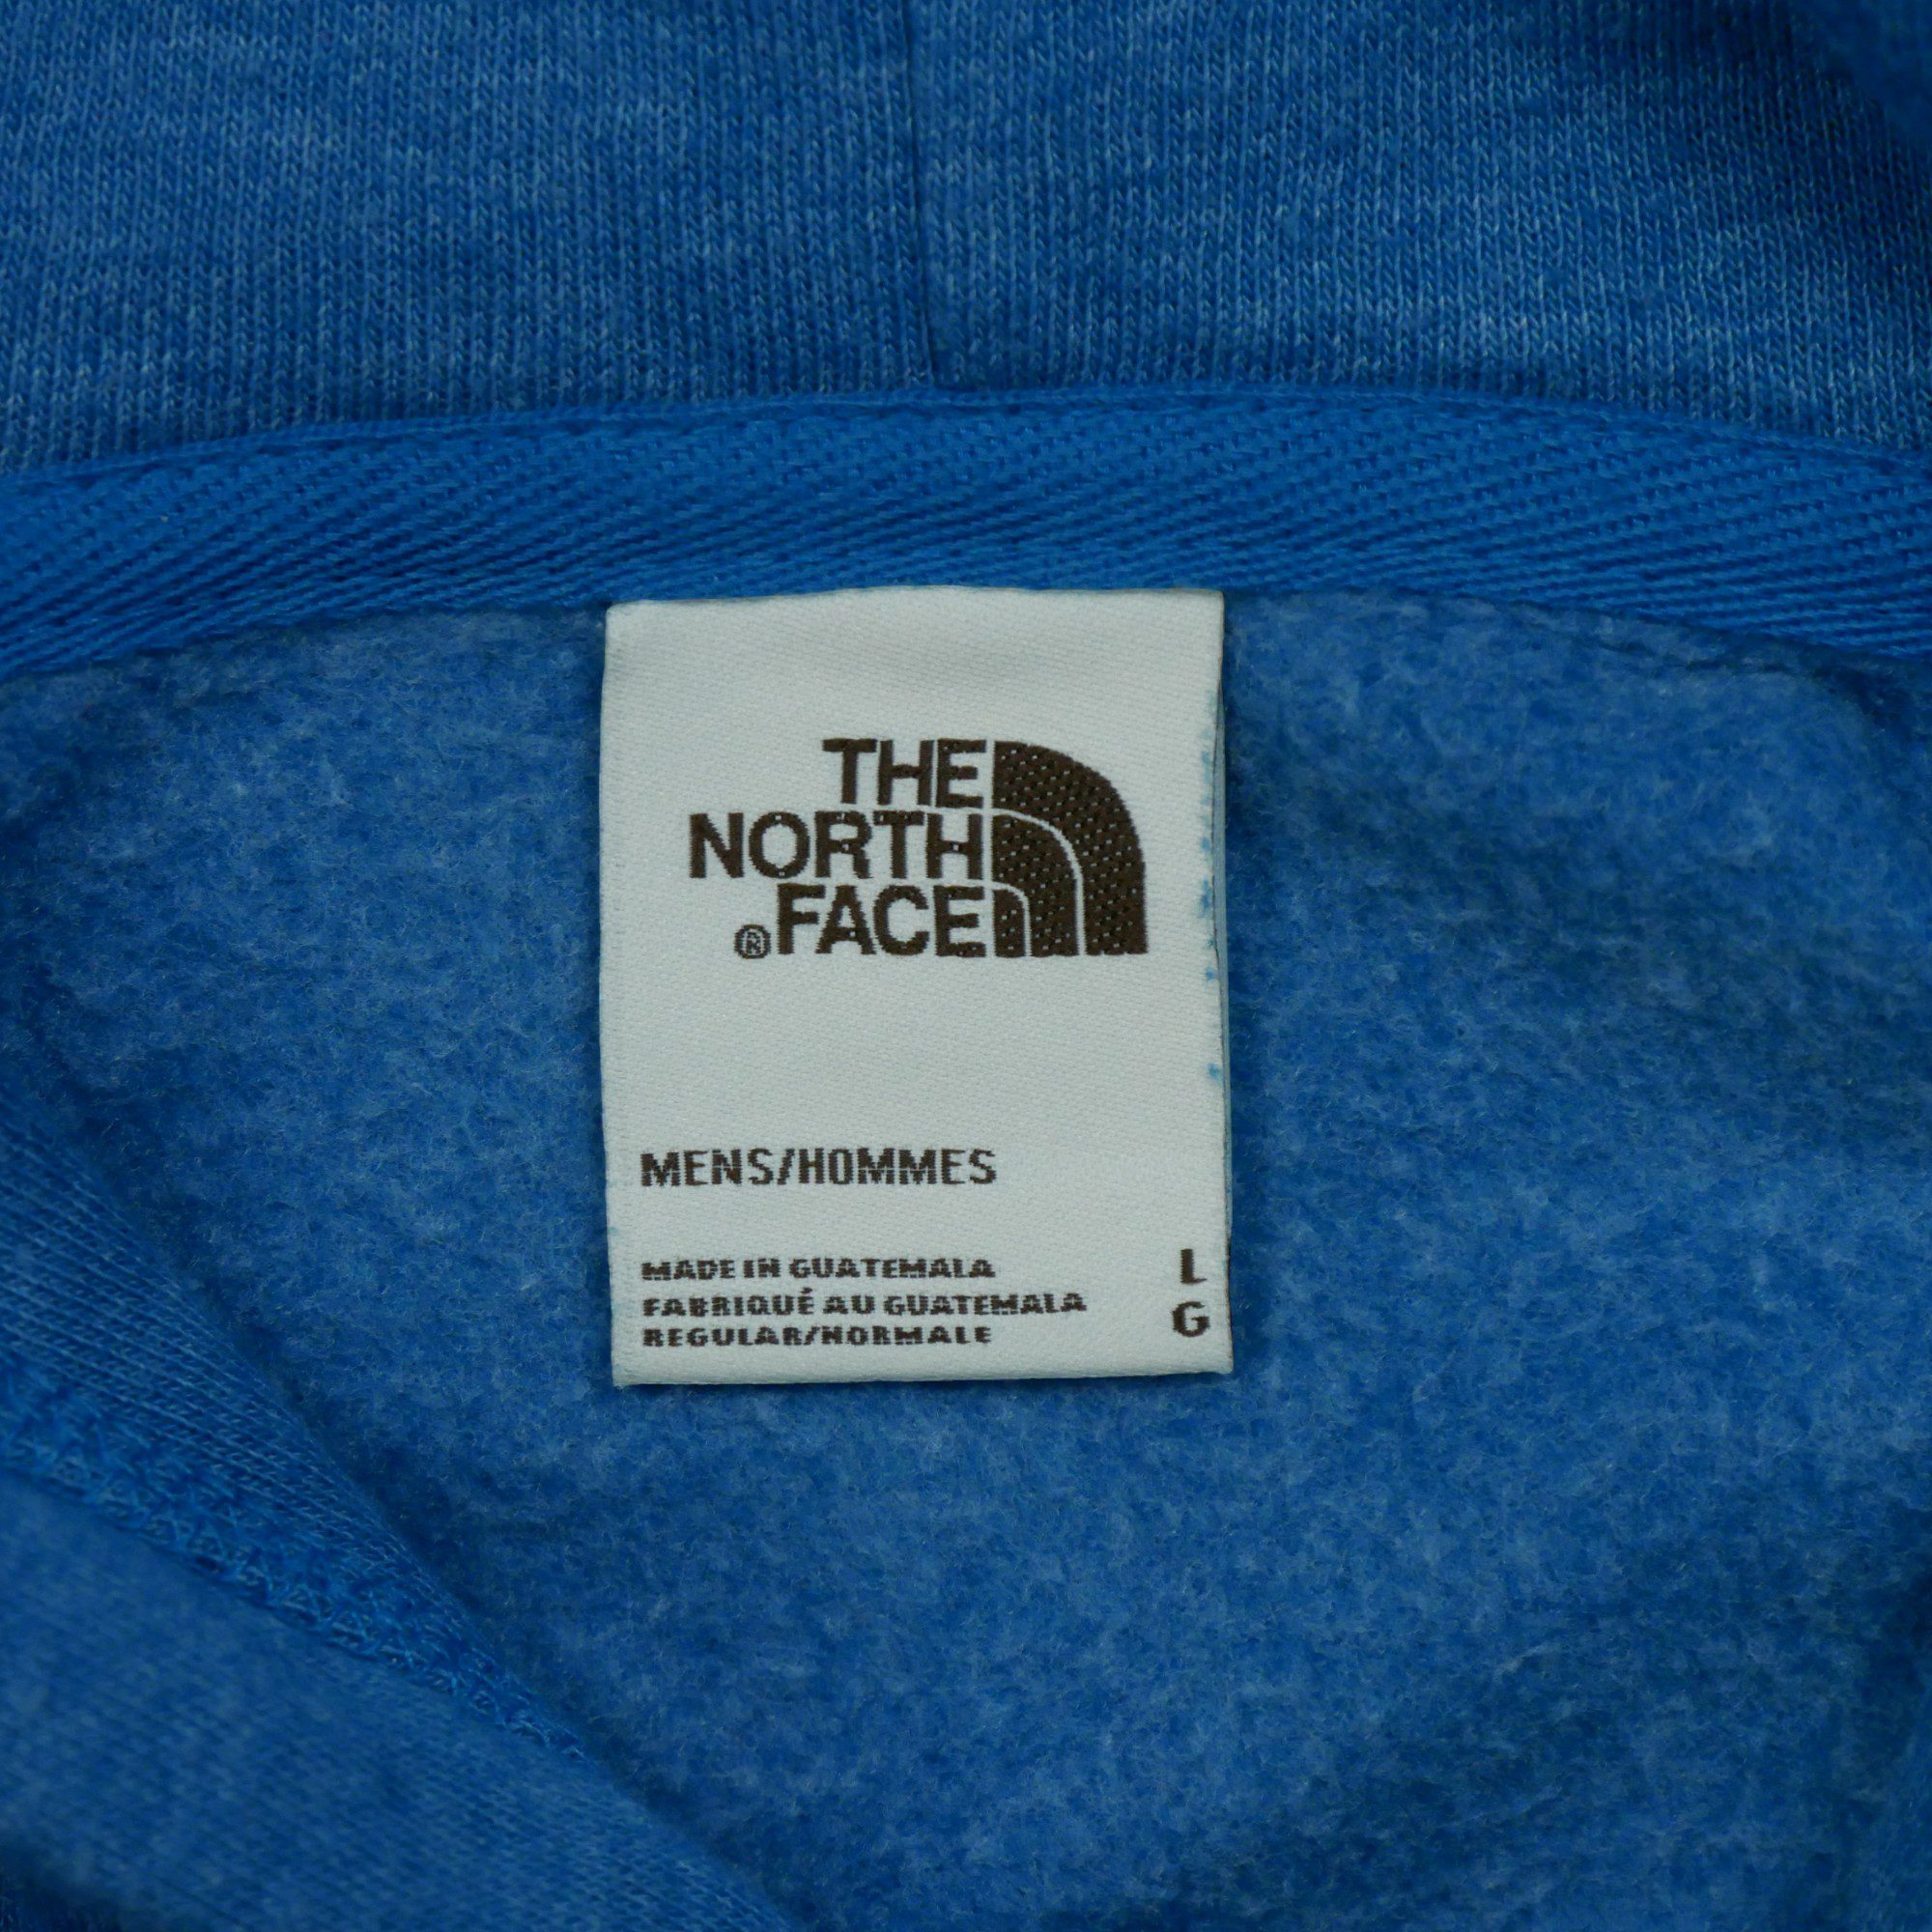 THE
NORTH
®FACE
MENS/HOMMES
MADE IN GUATEMALA
FABRIQUÉ AU GUATEMALA
REGULAR/NORMALE
L
G